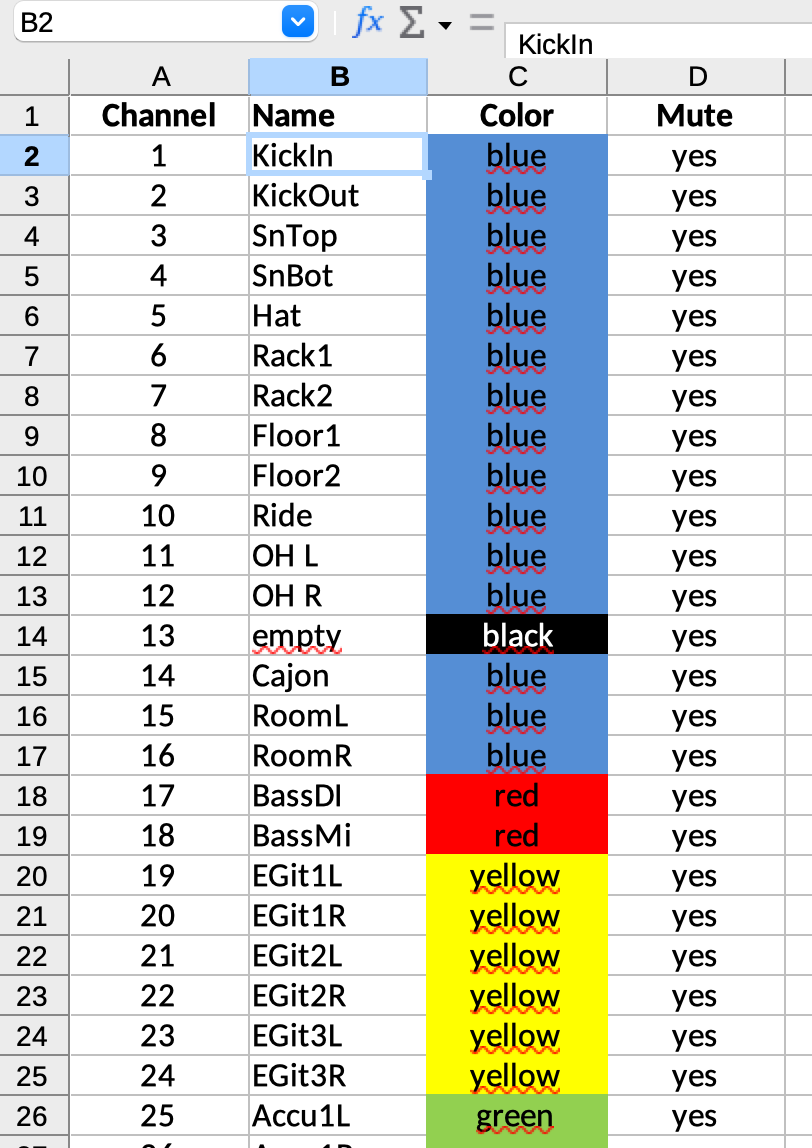 B2 fx Σ = KickIn
A B C D
1 Channel Name Color Mute
2 1 KickIn blue yes
3 2 KickOut blue yes
4 3 SnTop blue yes
5 4 SnBot blue yes
6 5 Hat blue yes
7 6 Rack1 blue yes
8 7 Rack2 blue yes
9 8 Floor1 blue yes
10 9 Floor2 blue yes
11 10 Ride blue yes
12 11 OH L blue yes
13 12 OH R blue yes
14 13 empty black yes
15 14 Cajon blue yes
16 15 RoomL blue yes
17 16 RoomR blue yes
18 17 BassDI red yes
19 18 BassMi red yes
20 19 EGit1L yellow yes
21 20 EGit1R yellow yes
22 21 EGit2L yellow yes
23 22 EGit2R yellow yes
24 23 EGit3L yellow yes
25 24 EGit3R yellow yes
26 25 Accu1L green yes